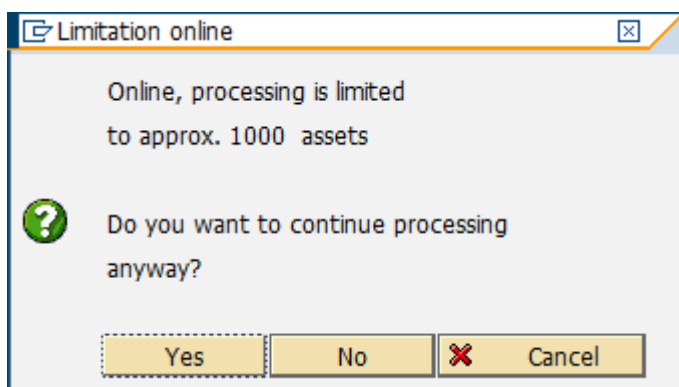 Limitation online
Online, processing is limited
to approx. 1000 assets
Do you want to continue processing
anyway?
Yes No Cancel